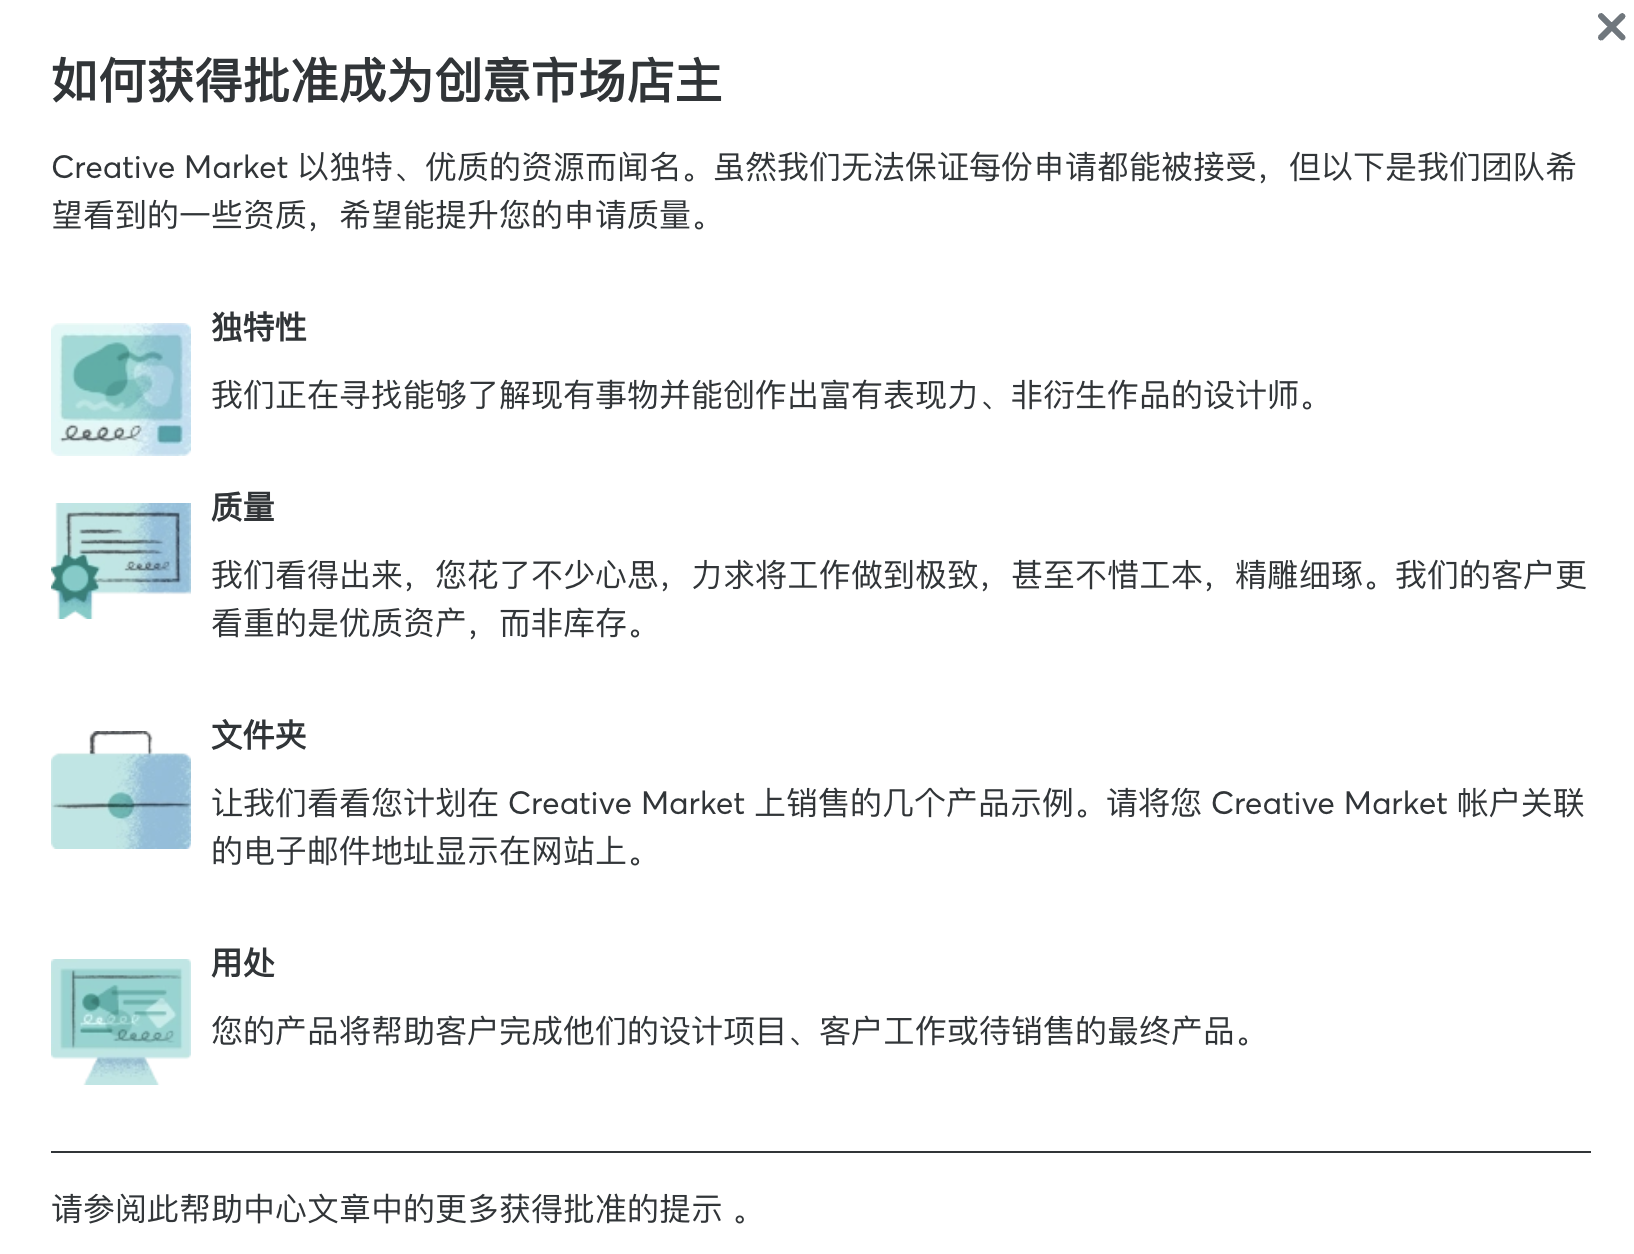 如何获得批准成为创意市场店主
Creative Market 以独特、优质的资源而闻名。虽然我们无法保证每份申请都能被接受，但以下是我们团队希
望看到的一些资质，希望能提升您的申请质量。
独特性
我们正在寻找能够了解现有事物并能创作出富有表现力、非衍生作品的设计师。
质量
我们看得出来，您花了不少心思，力求将工作做到极致，甚至不惜工本，精雕细琢。我们的客户更
看重的是优质资产，而非库存。
文件夹
让我们看看您计划在 Creative Market 上销售的几个产品示例。请将您 Creative Market 帐户关联
的电子邮件地址显示在网站上。
用处
您的产品将帮助客户完成他们的设计项目、客户工作或待销售的最终产品。
请参阅此帮助中心文章中的更多获得批准的提示 。